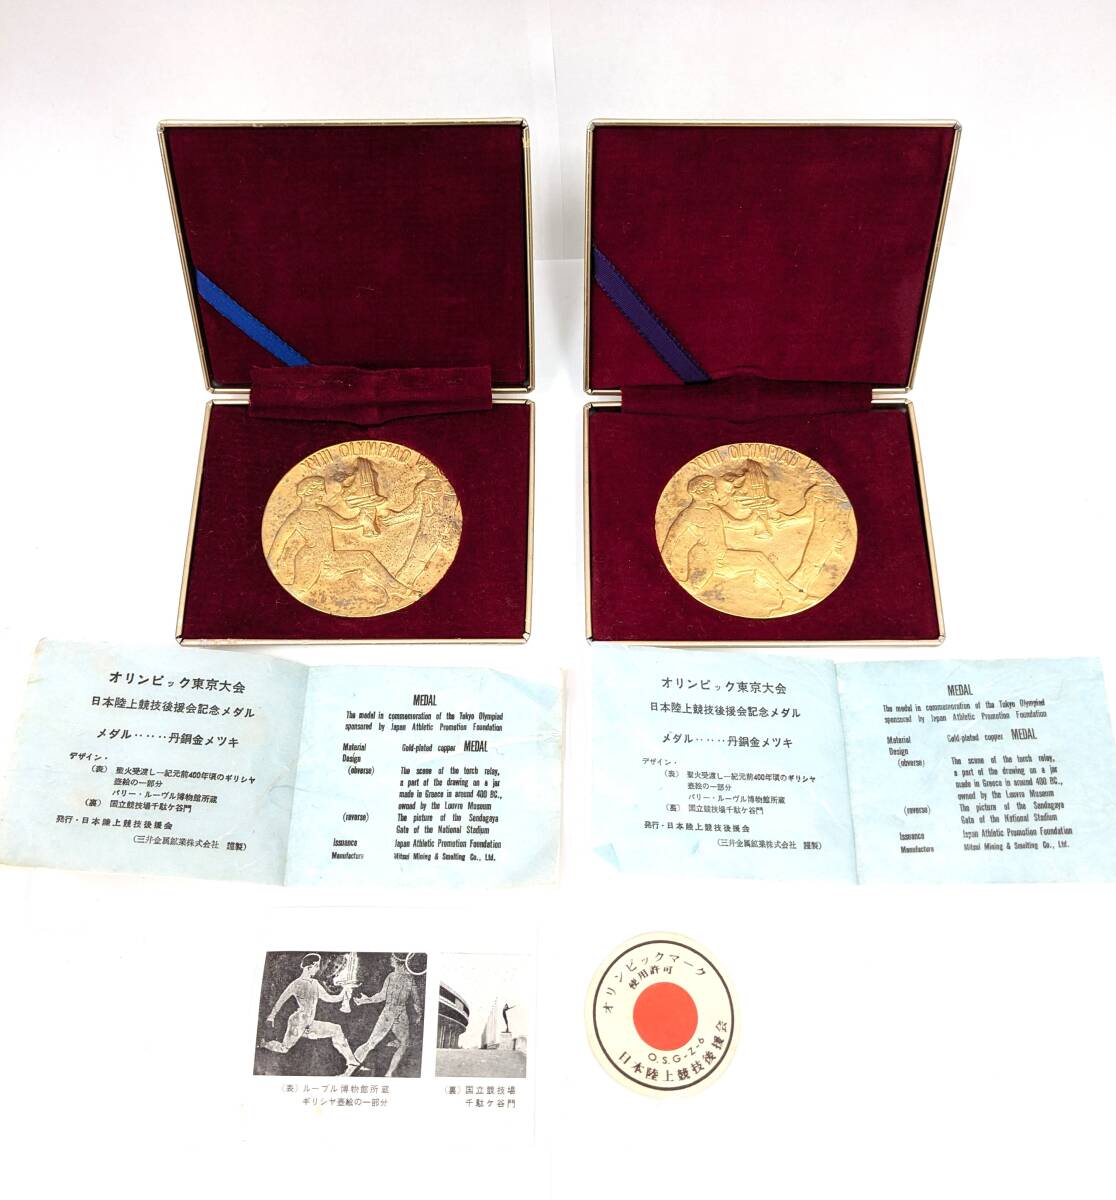 XVIII OLYMPIAD
XVIII OLYMPIAD
オリンピック東京大会
日本陸上競技後援会記念メダル
メダル‥‥丹銅金メツキ
デザイン・
(表) 聖火受渡し―紀元前400年頃のギリシヤ
壺絵の一部分
パリー・ルーヴル博物館所蔵
(裏) 国立競技場千駄ケ谷門
発行・日本陸上競技後援会
(三井金属鉱業株式会社 謹製)
MEDAL
The medal in commemoration of the Tokyo Olympiad
sponsored by Japan Athletic Promotion Foundation
Material Gold-plated copper MEDAL
Design
(obverse) The scene of the torch relay,
a part of the drawing on a jar
made in Greece in around 400 BC.,
owned by the Louvre Museum
(reverse) The picture of the Sendagaya
Gate of the National Stadium
Issuance Japan Athletic Promotion Foundation
Manufacture Mitsui Mining & Smelting Co., Ltd.
オリンピック東京大会
日本陸上競技後援会記念メダル
メダル‥‥丹銅金メツキ
デザイン・
(表) 聖火受渡し―紀元前400年頃のギリシヤ
壺絵の一部分
パリー・ルーヴル博物館所蔵
(裏) 国立競技場千駄ケ谷門
発行・日本陸上競技後援会
(三井金属鉱業株式会社 謹製)
MEDAL
The medal in commemoration of the Tokyo Olympiad
sponsored by Japan Athletic Promotion Foundation
Material Gold-plated copper MEDAL
Design
(obverse) The scene of the torch relay,
a part of the drawing on a jar
made in Greece in around 400 BC.,
owned by the Louvre Museum
(reverse) The picture of the Sendagaya
Gate of the National Stadium
Issuance Japan Athletic Promotion Foundation
Manufacture Mitsui Mining & Smelting Co., Ltd.
(表) ルーブル博物館所蔵
ギリシヤ壺絵の一部分
(裏) 国立競技場
千駄ケ谷門
オリンピックマーク
使用許可
O.S.G-Z-6
日本陸上競技後援会